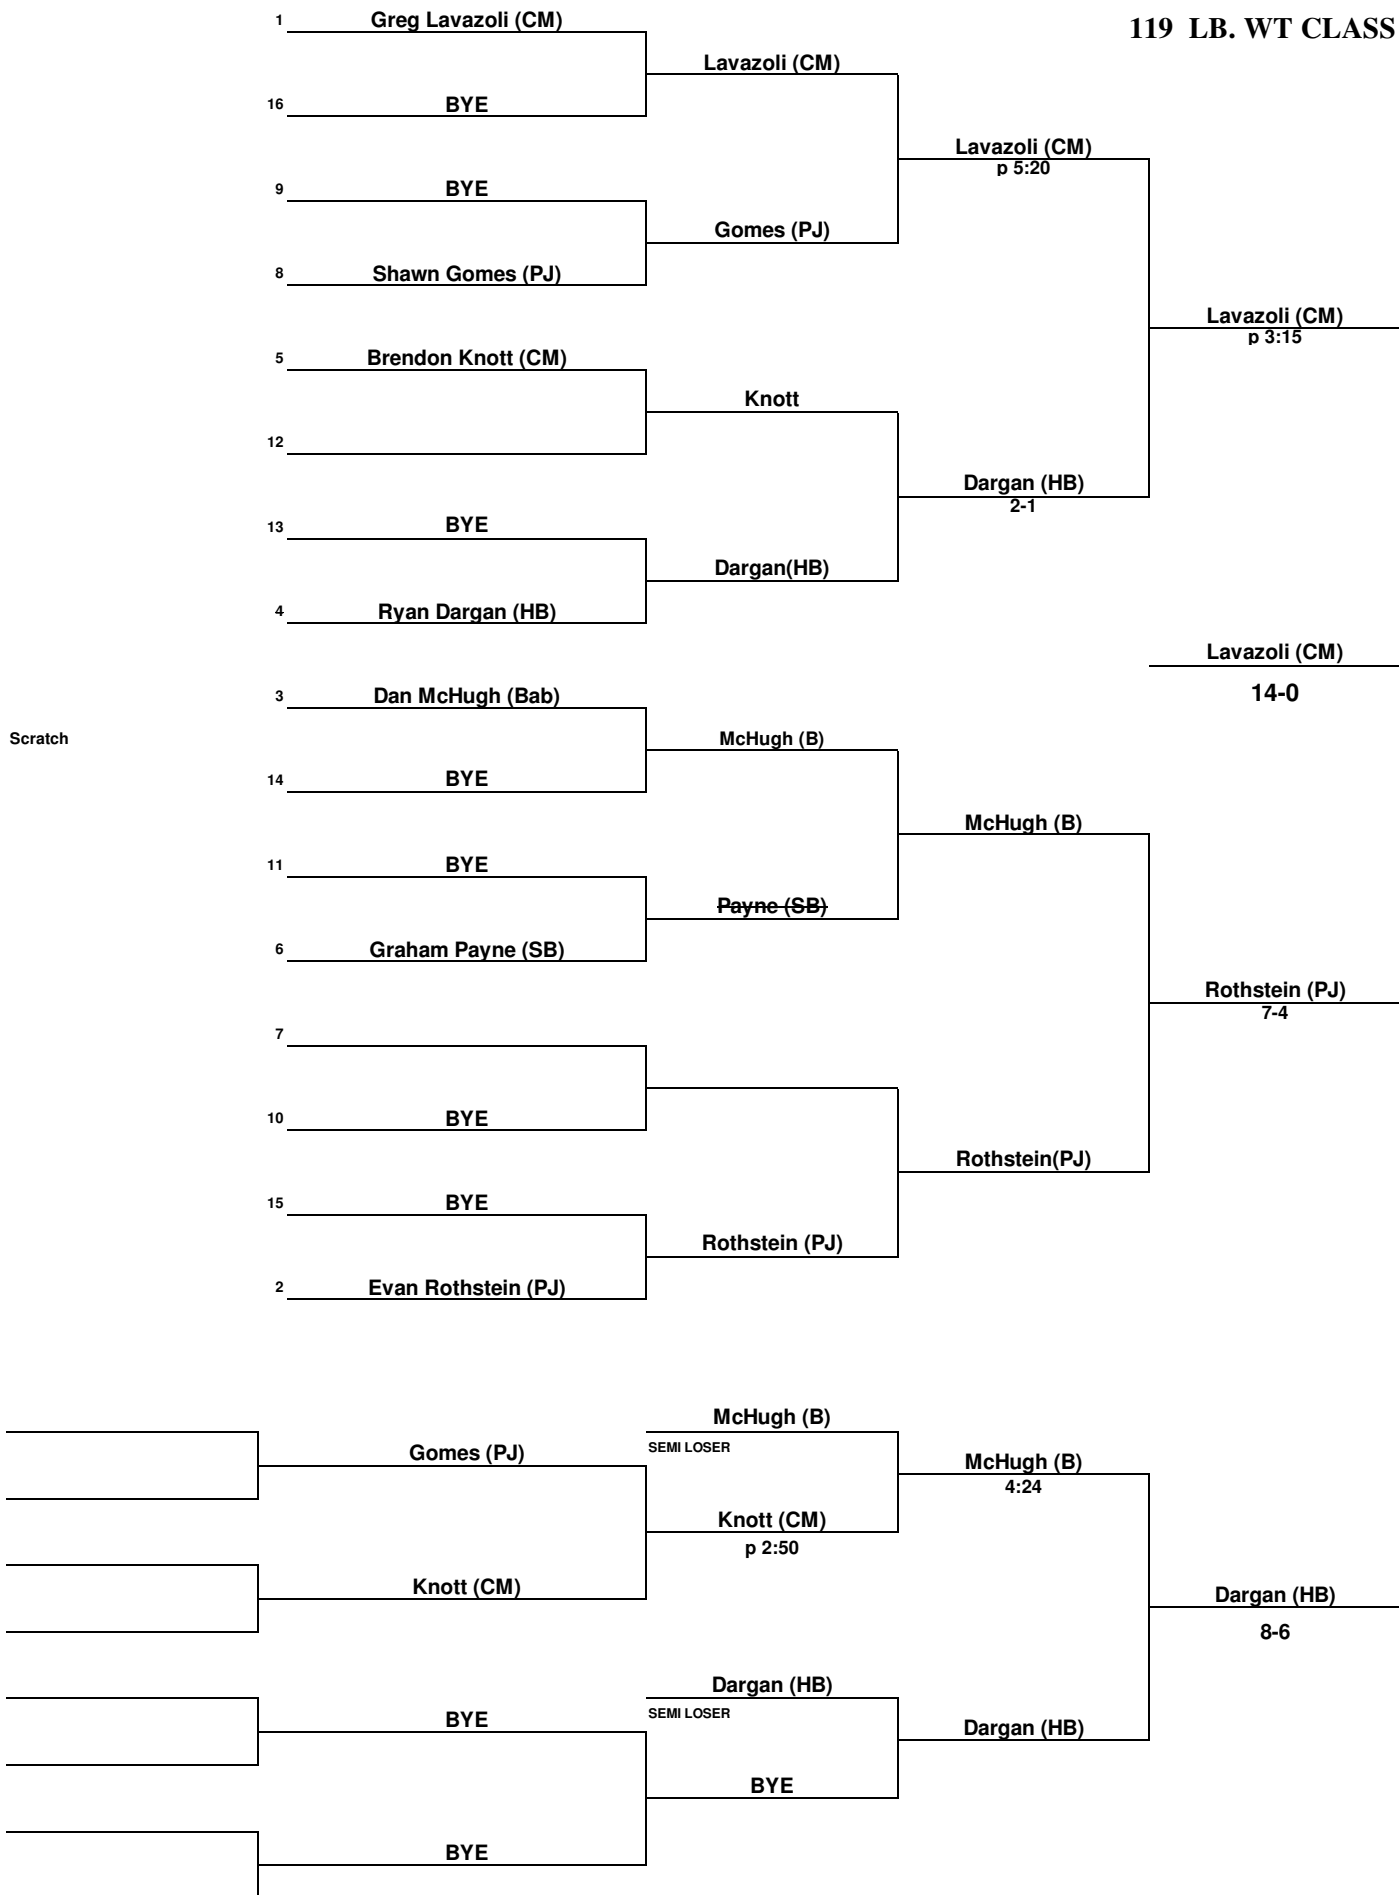 119 LB. WT CLASS
1 Greg Lavazoli (CM)
Lavazoli (CM)
16 BYE
Lavazoli (CM)
p 5:20
9 BYE
Gomes (PJ)
8 Shawn Gomes (PJ)
Lavazoli (CM)
p 3:15
5 Brendon Knott (CM)
Knott
12
Dargan (HB)
2-1
13 BYE
Dargan(HB)
4 Ryan Dargan (HB)
Lavazoli (CM)
14-0
3 Dan McHugh (Bab)
Scratch
McHugh (B)
14 BYE
McHugh (B)
11 BYE
Payne (SB)
6 Graham Payne (SB)
Rothstein (PJ)
7-4
7
10 BYE
Rothstein(PJ)
15 BYE
Rothstein (PJ)
2 Evan Rothstein (PJ)
McHugh (B)
SEMI LOSER
Gomes (PJ)
McHugh (B)
4:24
Knott (CM)
p 2:50
Knott (CM)
Dargan (HB)
8-6
Dargan (HB)
SEMI LOSER
BYE
Dargan (HB)
BYE
BYE